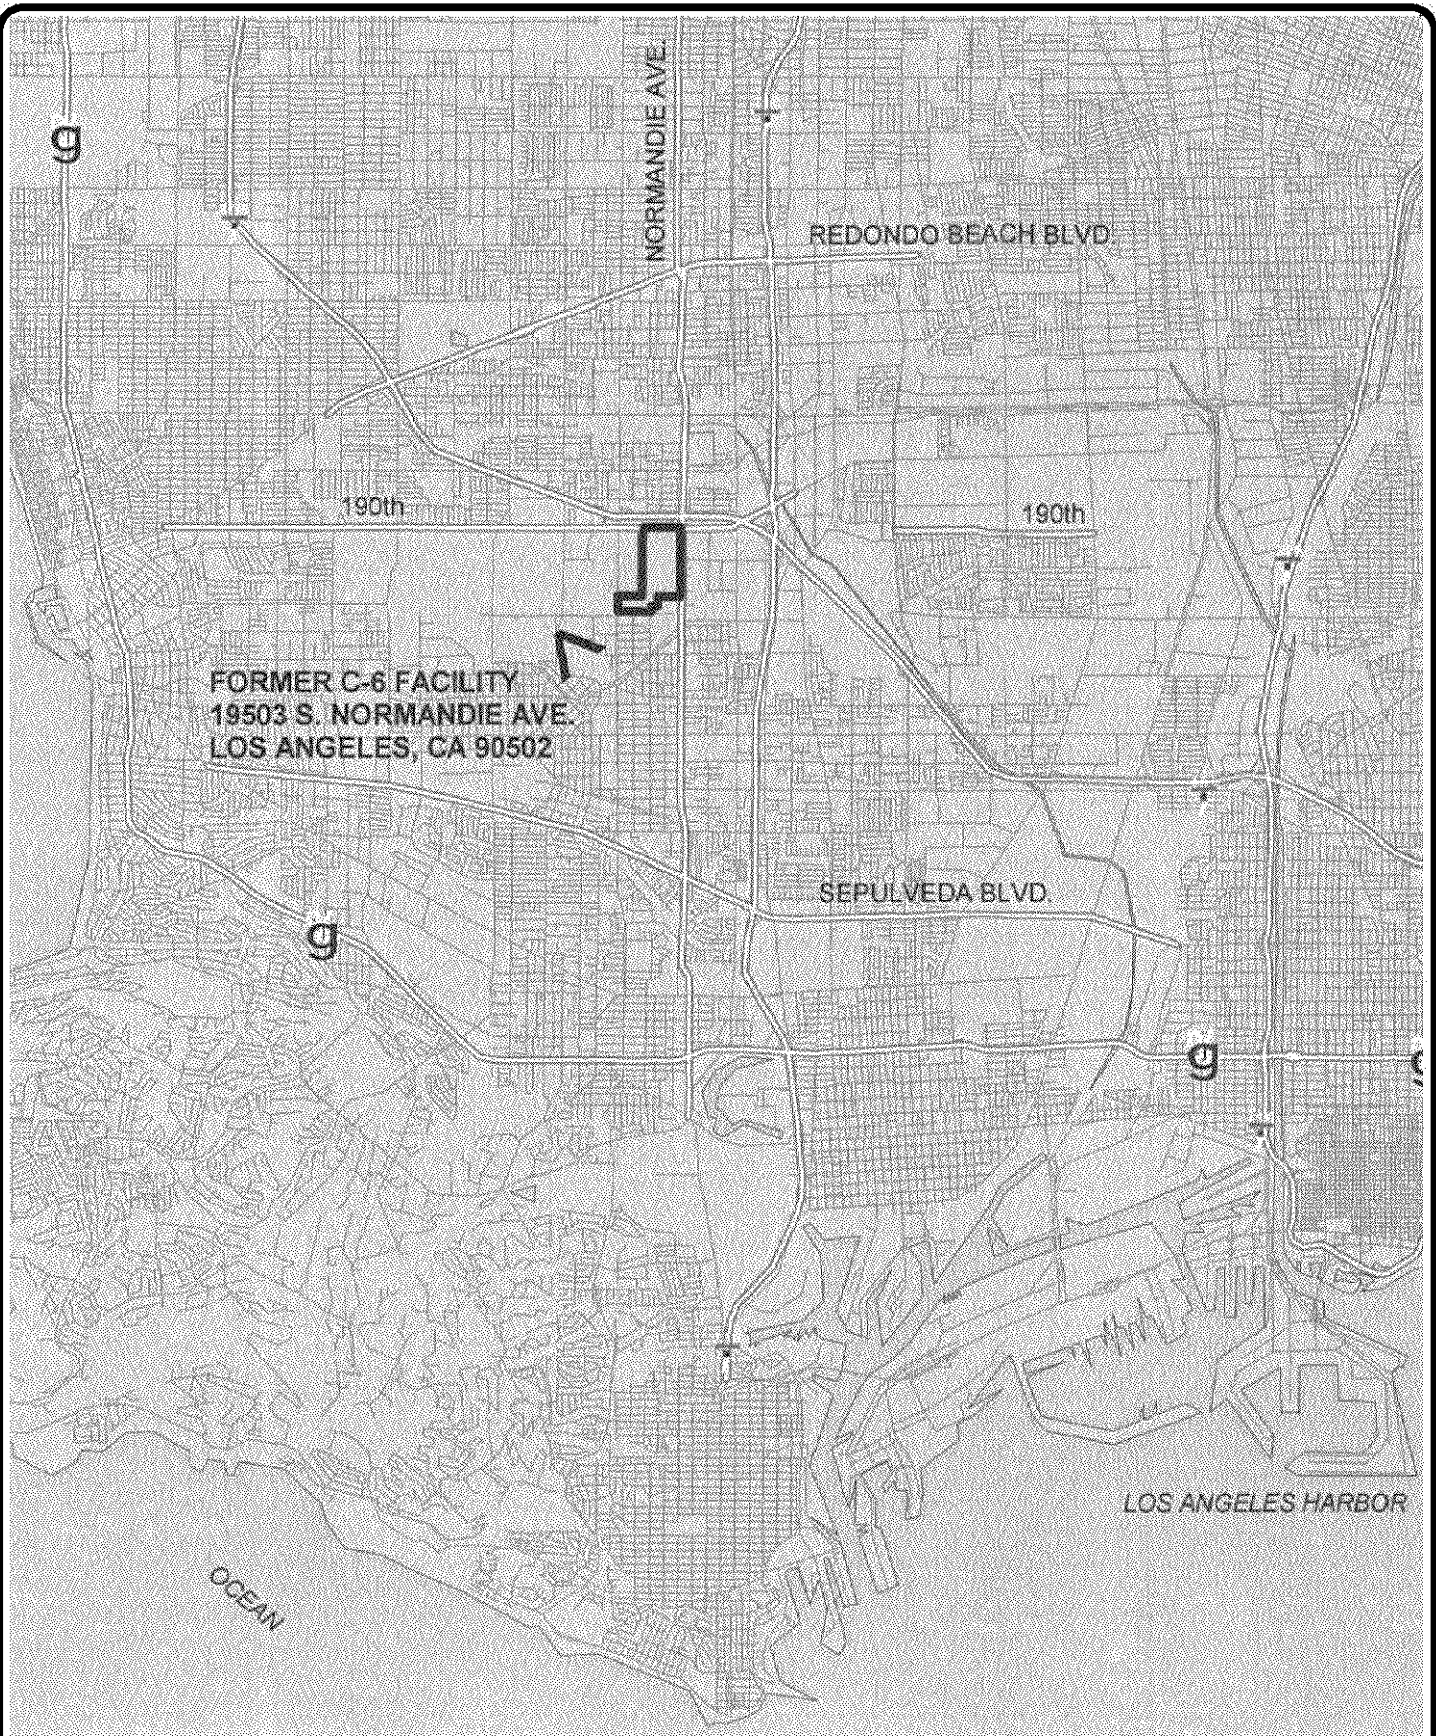 NORMANDIE AVE.
g
REDONDO BEACH BLVD
190th
190th
FORMER C-6 FACILITY
19503 S. NORMANDIE AVE.
LOS ANGELES, CA 90502
SEPULVEDA BLVD.
g
g
g
LOS ANGELES HARBOR
OCEAN